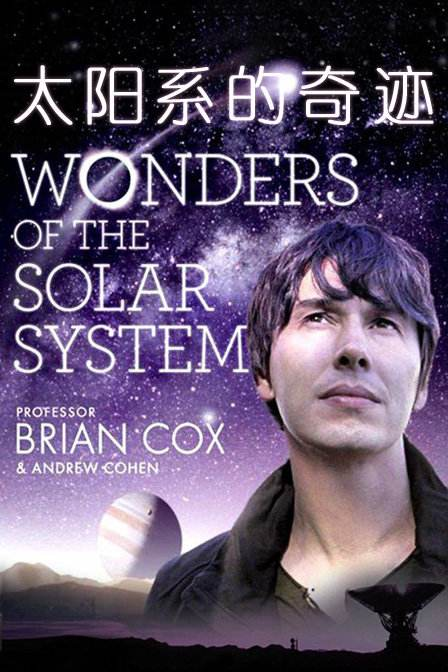 太阳系的奇迹
WONDERS
OF THE
SOLAR
SYSTEM
PROFESSOR
BRIAN COX
& ANDREW COHEN